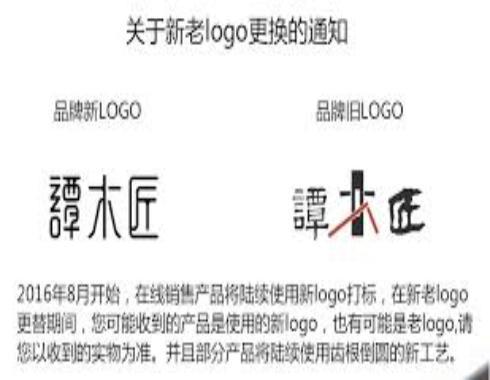 关于新老logo更换的通知
品牌新LOGO
品牌旧LOGO
譚木匠
譚木匠
2016年8月开始，在线销售产品将陆续使用新logo打标，在新老logo
更替期间，您可能收到的产品是使用的新logo，也有可能是老logo,请
您以收到的实物为准。并且部分产品将陆续使用齿根倒圆的新工艺。